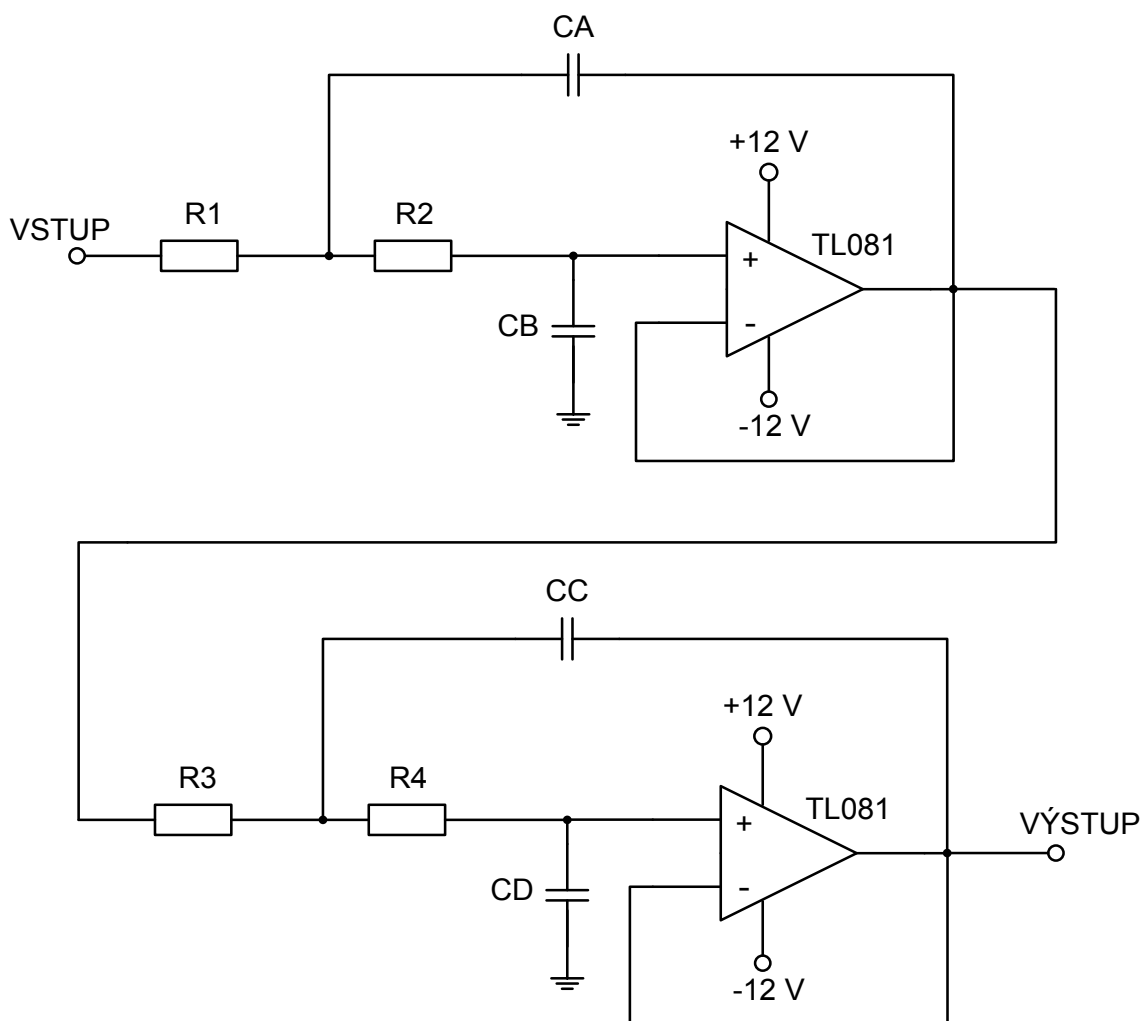 CA
+12 V
R1
R2
VSTUP
TL081
+
-
CB
-12 V
CC
+12 V
R3
R4
TL081
VÝSTUP
+
-
CD
-12 V